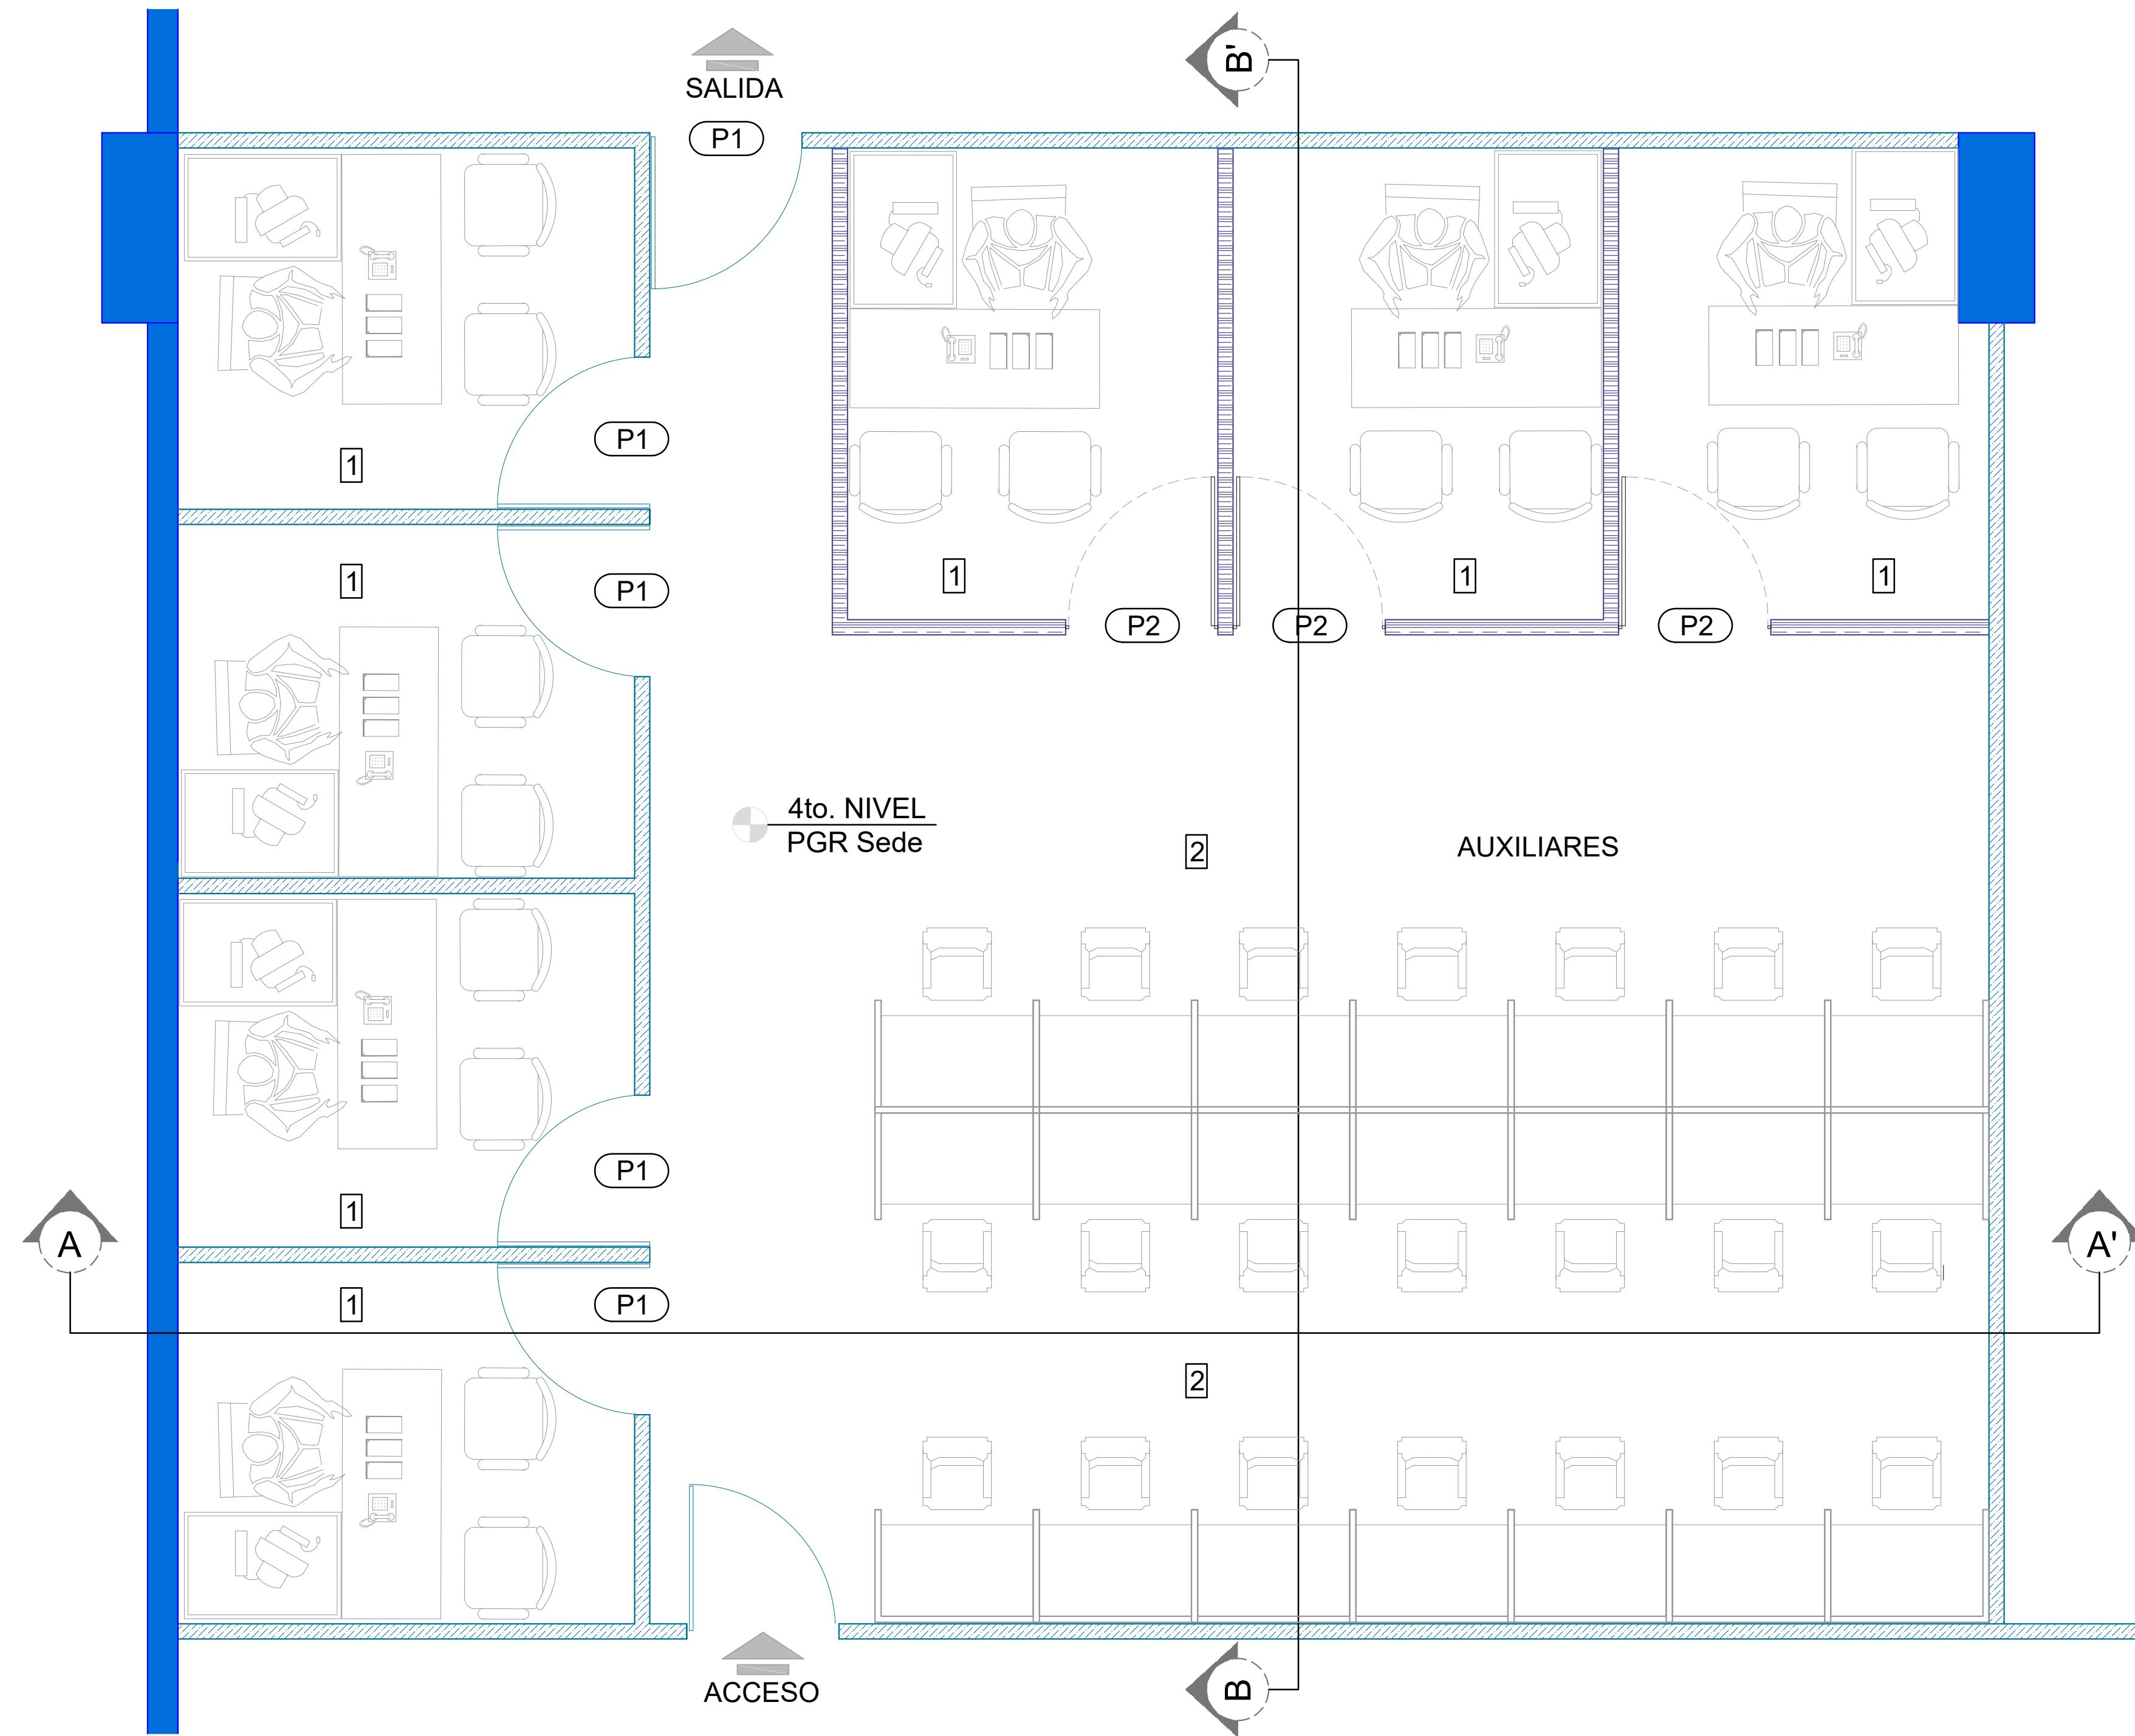 B'
SALIDA
P1
P1
1
1
P1
1
1
1
P2
P2
P2
4to. NIVEL
PGR Sede
2
AUXILIARES
P1
1
A
A'
1
P1
2
ACCESO
B